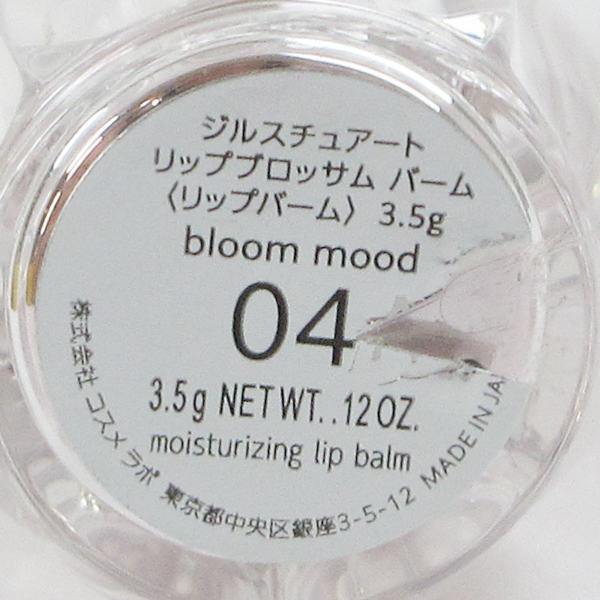 ジルスチュアート
リップブロッサム バーム
〈リップバーム〉 3.5g
bloom mood
04
3.5g NET WT. .12 OZ.
moisturizing lip balm
株式会社 コスメ ラボ 東京都中央区銀座3-5-12 MADE IN JA